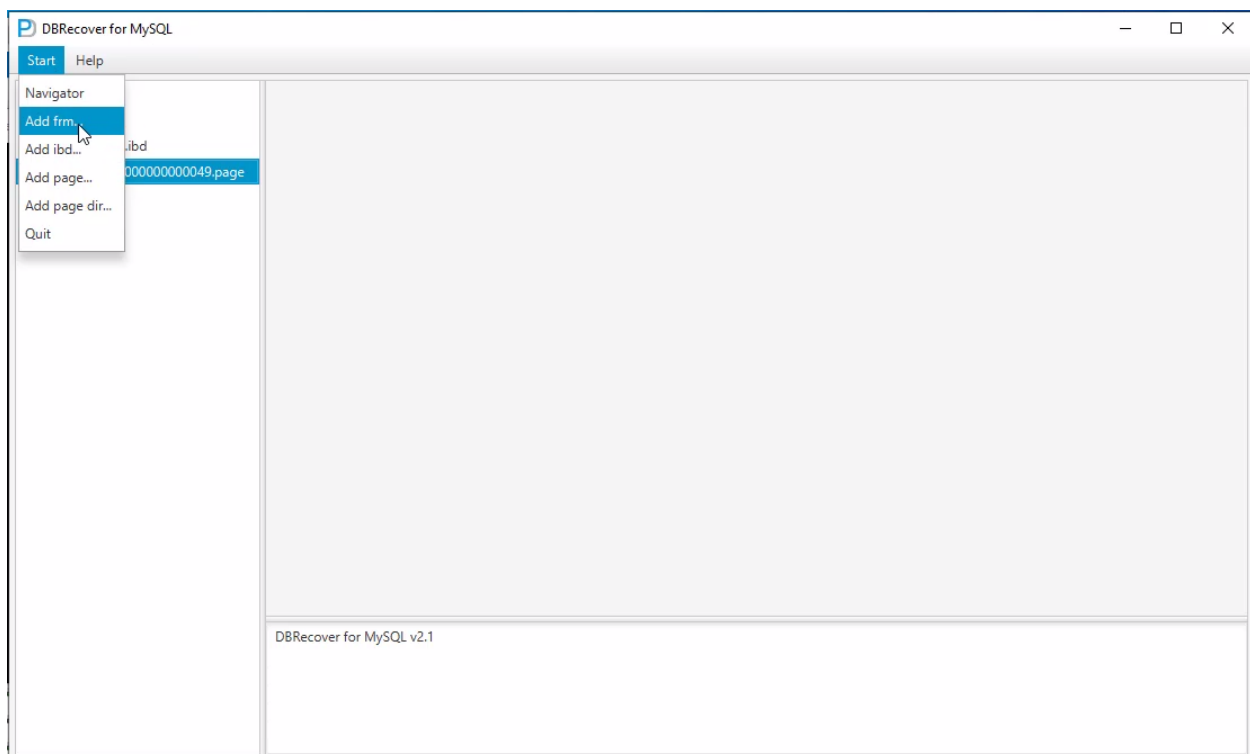 DBRecover for MySQL
Start Help
Navigator
Add frm...
Add ibd...
.ibd
Add page...
000000000049.page
Add page dir...
Quit
DBRecover for MySQL v2.1